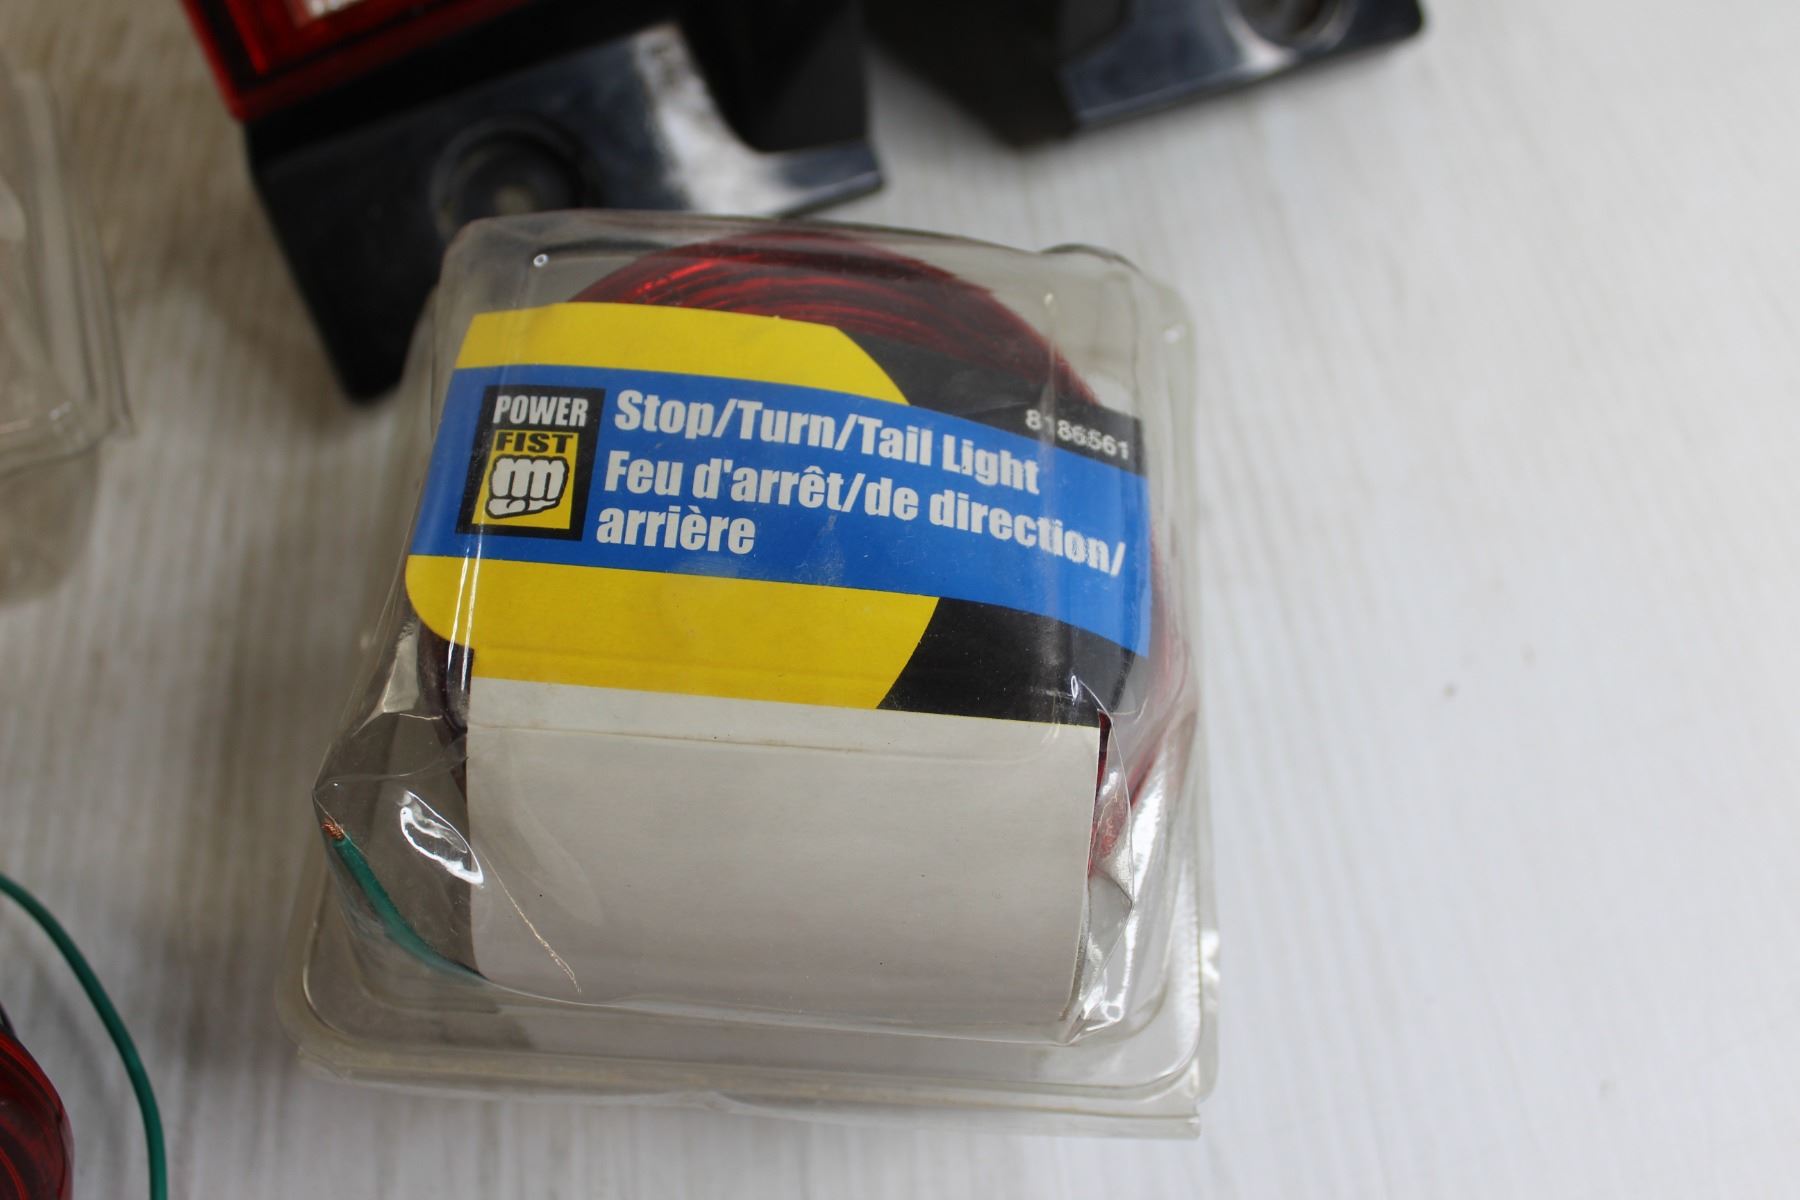 8186561
POWER
FIST
Stop/Turn/Tail Light
Feu d'arrêt/de direction/
arrière